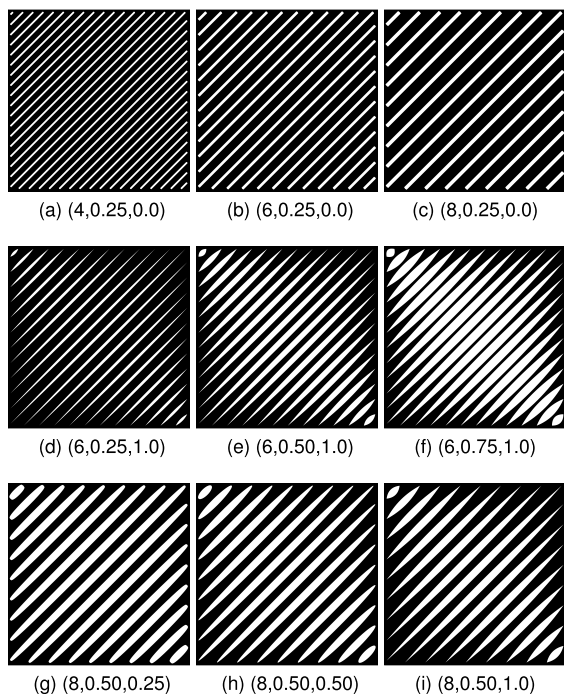 (a) (4,0.25,0.0) (b) (6,0.25,0.0) (c) (8,0.25,0.0)
(d) (6,0.25,1.0) (e) (6,0.50,1.0) (f) (6,0.75,1.0)
(g) (8,0.50,0.25) (h) (8,0.50,0.50) (i) (8,0.50,1.0)